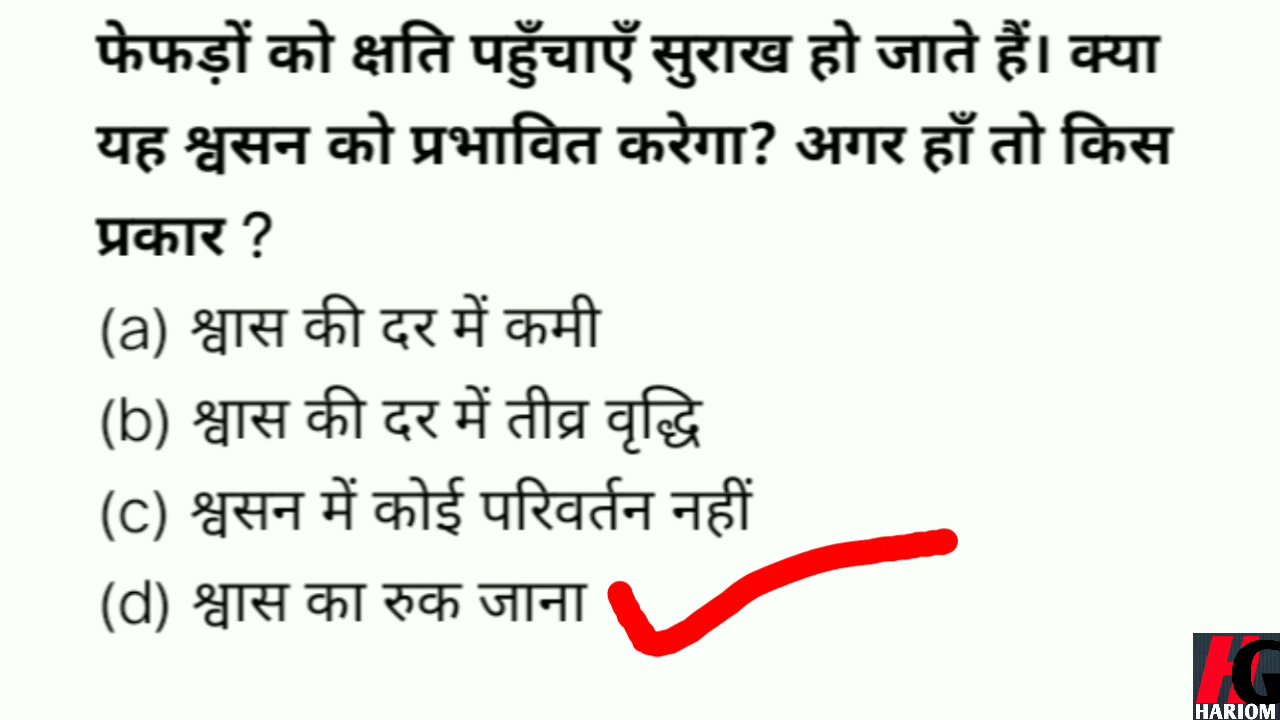 फेफड़ों को क्षति पहुँचाएँ सुराख हो जाते हैं। क्या
यह श्वसन को प्रभावित करेगा? अगर हाँ तो किस
प्रकार ?
(a) श्वास की दर में कमी
(b) श्वास की दर में तीव्र वृद्धि
(c) श्वसन में कोई परिवर्तन नहीं
(d) श्वास का रुक जाना
HG
HARIOM